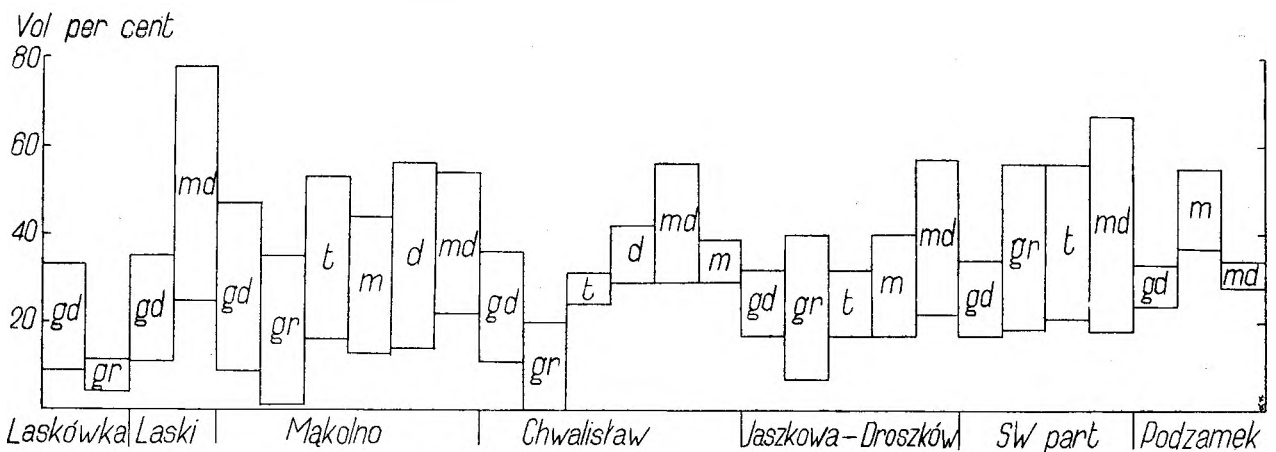 Vol per cent
80
60
40
20
gd gr gd md gd gr t m d md gd gr t d md m gd gr t m md gd gr t md gd m md
Laskówka Laski Mąkolno Chwalisław Jaszkowa-Droszków SW part Podzamek